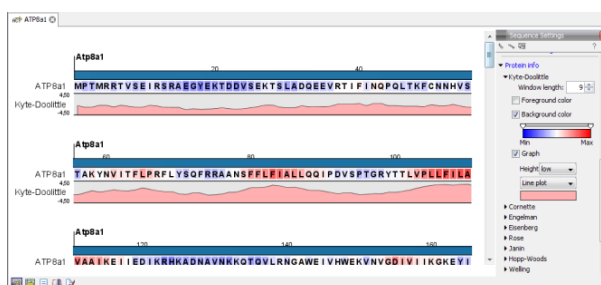 ATP8a1
Atp8a1
20
40
ATP8a1
MPTMRRTVSEIRSRAEGYEKTDDVSEKTSLADQEEVRTIFINQPQLTKFCNNHVS
4,50
Kyte-Doolittle
-4,50
Atp8a1
60
80
100
ATP8a1
TAKYNVITFLPRFLYSQFRRAANSFFLFIALLQQIPDVSPTGRYTTLVPLLFILA
4,50
Kyte-Doolittle
-4,50
Atp8a1
120
140
160
ATP8a1
VAAIKEIIEDIKRHKADNAVNKKQTQVLRNGAWEIVHWEKVNVGDIVIIKGKEYI
Sequence Settings
?
Protein info
Kyte-Doolittle
Window length: 9
Foreground color
Background color
Min Max
Graph
Height low
Line plot
Cornette
Engelman
Eisenberg
Rose
Janin
Hopp-Woods
Welling